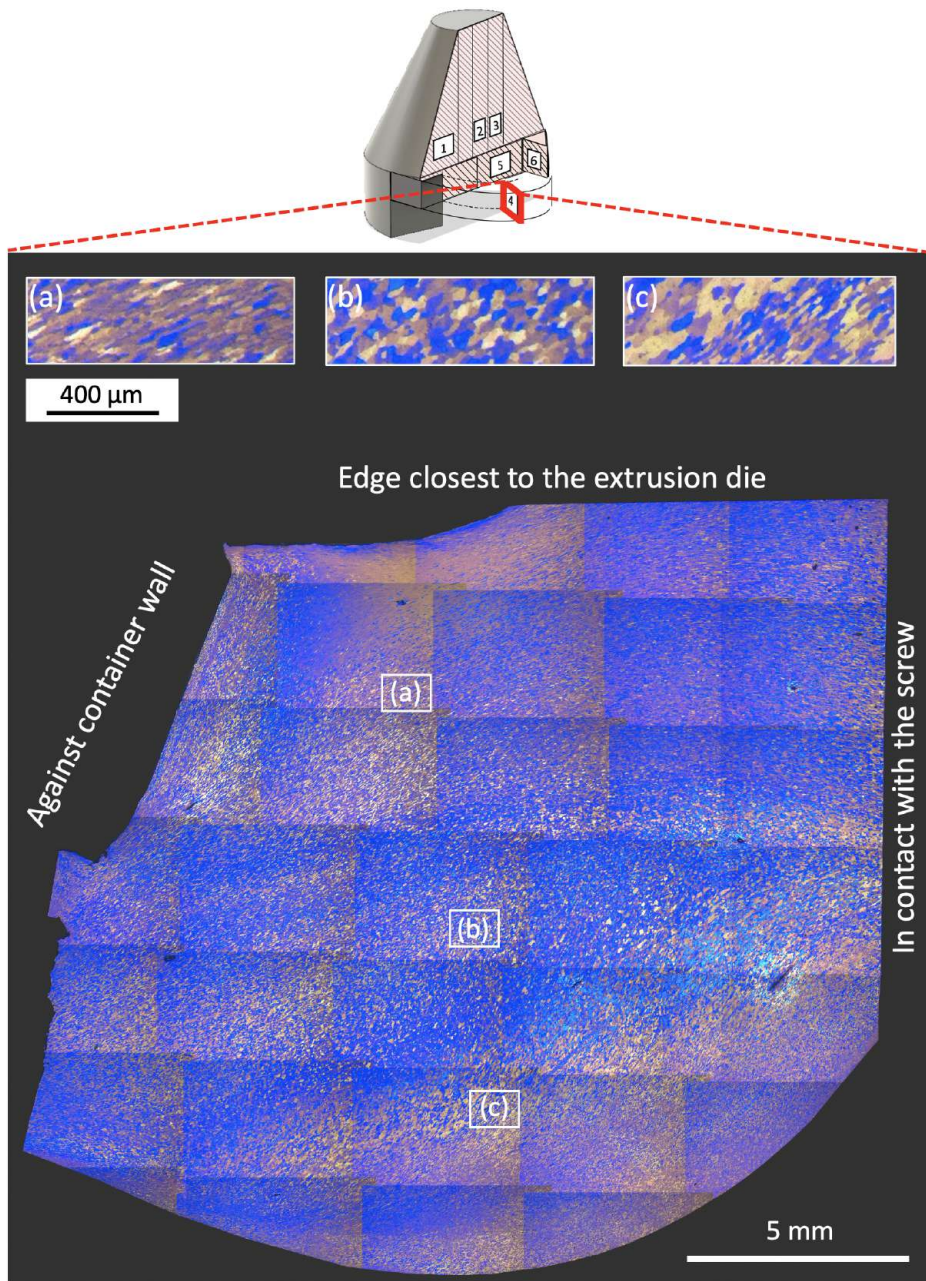 1
2
3
5
6
4
(a)
(b)
(c)
400 µm
Edge closest to the extrusion die
Against container wall
(a)
In contact with the screw
(b)
(c)
5 mm